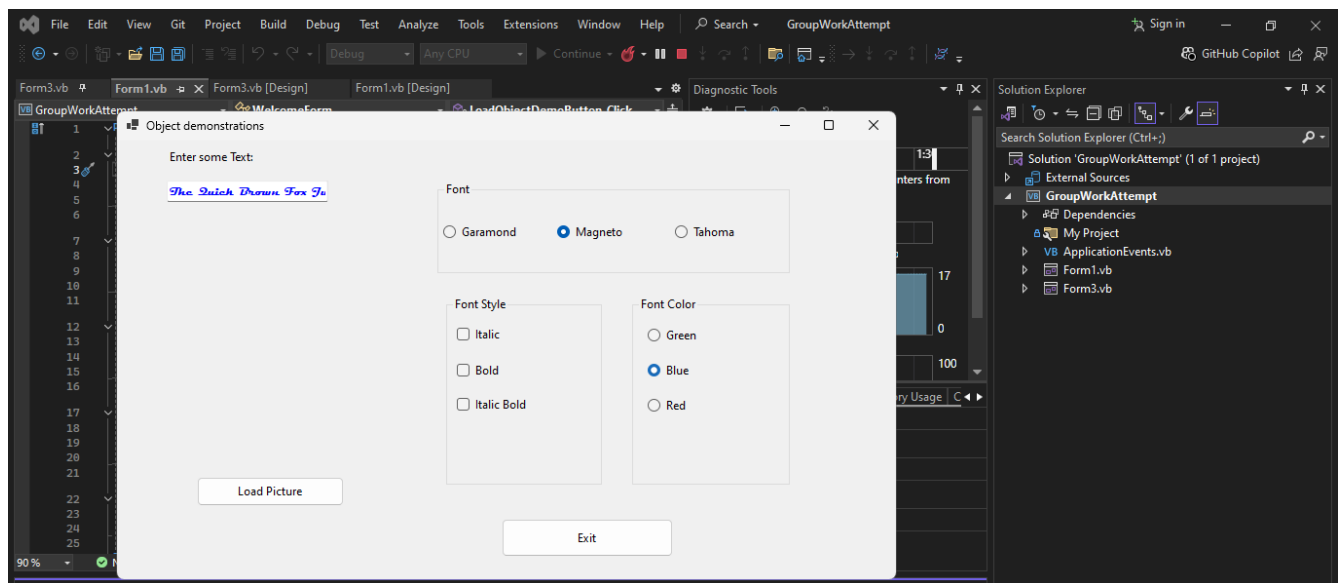 File Edit View Git Project Build Debug Test Analyze Tools Extensions Window Help Search GroupWorkAttempt Sign in
Debug Any CPU Continue GitHub Copilot
Form3.vb Form1.vb Form3.vb [Design] Form1.vb [Design] Diagnostic Tools Solution Explorer
GroupWorkAttempt WelcomeForm LoadObjectDemoButton_Click
Search Solution Explorer (Ctrl+;)
Solution 'GroupWorkAttempt' (1 of 1 project)
External Sources
GroupWorkAttempt
Dependencies
My Project
VB ApplicationEvents.vb
Form1.vb
Form3.vb
Object demonstrations
Enter some Text:
The Quick Brown Fox Ju
Font
Garamond Magneto Tahoma
Font Style
Italic
Bold
Italic Bold
Font Color
Green
Blue
Red
Load Picture
Exit
1
2
3
4
5
6
7
8
9
10
11
12
13
14
15
16
17
18
19
20
21
22
23
24
25
90 %
nters from
17
0
100
ry Usage C